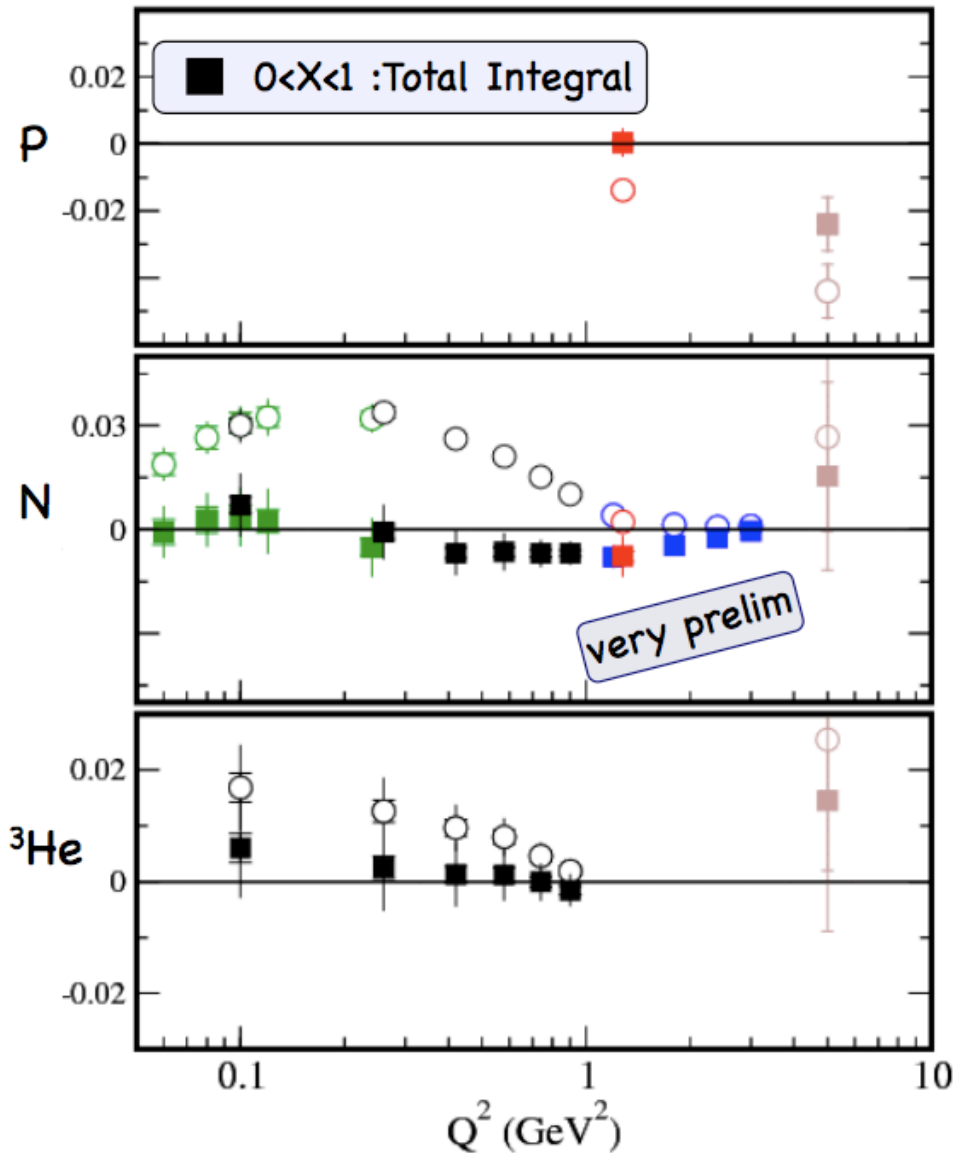 0<X<1 :Total Integral
P
0.02
0
-0.02
N
0.03
0
very prelim
³He
0.02
0
-0.02
0.1
1
10
Q² (GeV²)